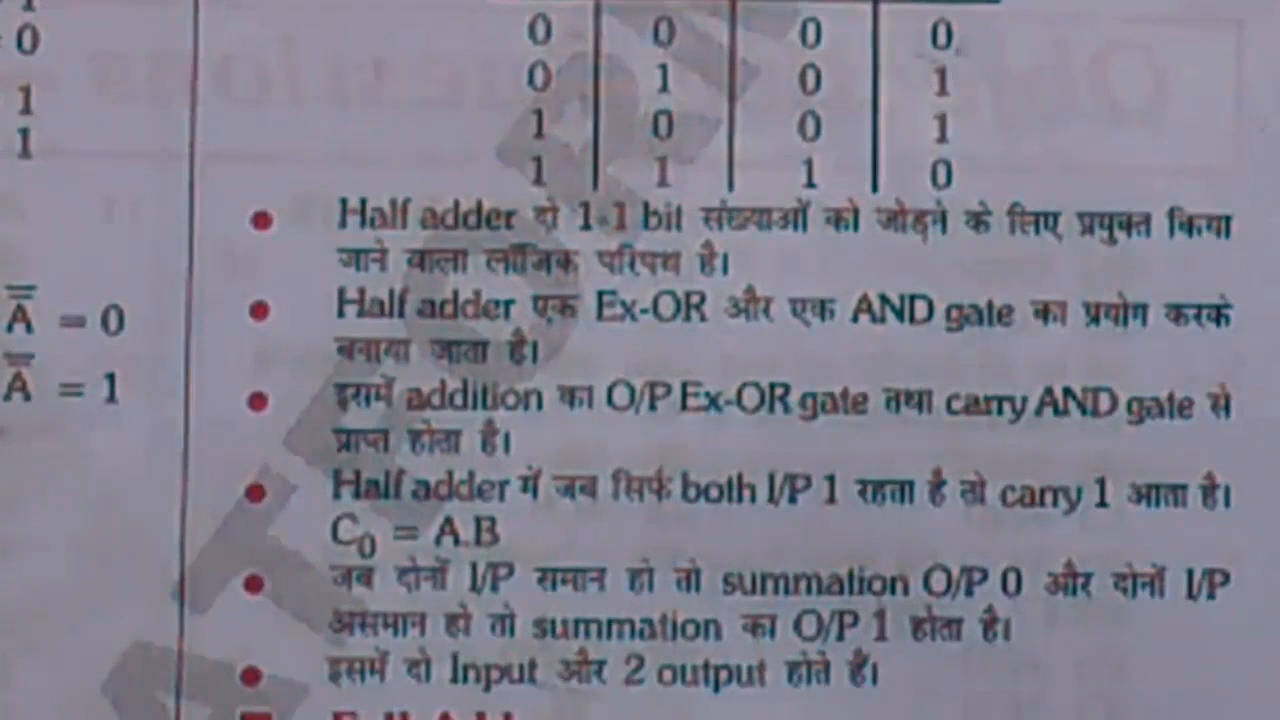 0
1
1
A̿ = 0
A̿ = 1
0 0 0 0
0 1 0 1
1 0 0 1
1 1 1 0
Half adder दो 1-1 bit संख्याओं को जोड़ने के लिए प्रयुक्त किया
जाने वाला लॉजिक परिपथ है।
Half adder एक Ex-OR और एक AND gate का प्रयोग करके
बनाया जाता है।
इसमें addition का O/P Ex-OR gate तथा carry AND gate से
प्राप्त होता है।
Half adder में जब सिर्फ both I/P 1 रहता है तो carry 1 आता है।
C₀ = A.B
जब दोनों I/P समान हो तो summation O/P 0 और दोनों I/P
असमान हो तो summation का O/P 1 होता है।
इसमें दो Input और 2 output होते हैं।